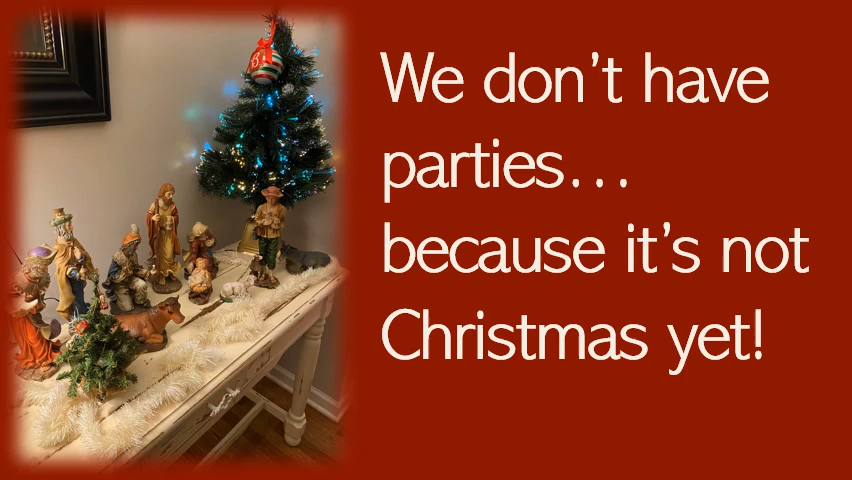 We don’t have
parties…
because it’s not
Christmas yet!